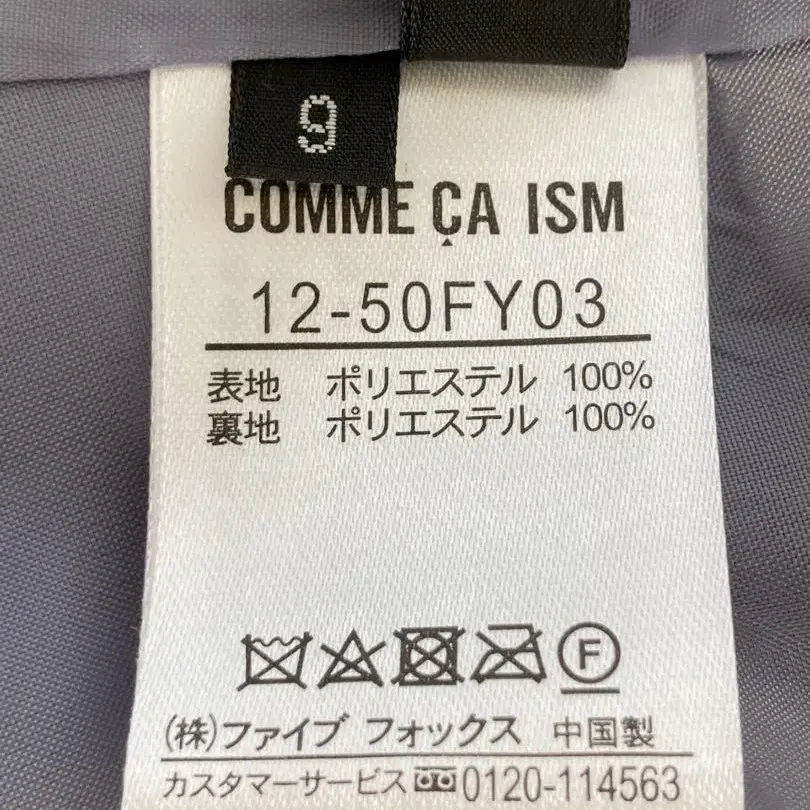 9
COMME ÇA ISM
12-50FY03
表地 ポリエステル 100%
裏地 ポリエステル 100%
F
(株)ファイブ フォックス 中国製
カスタマーサービス 0120-114563